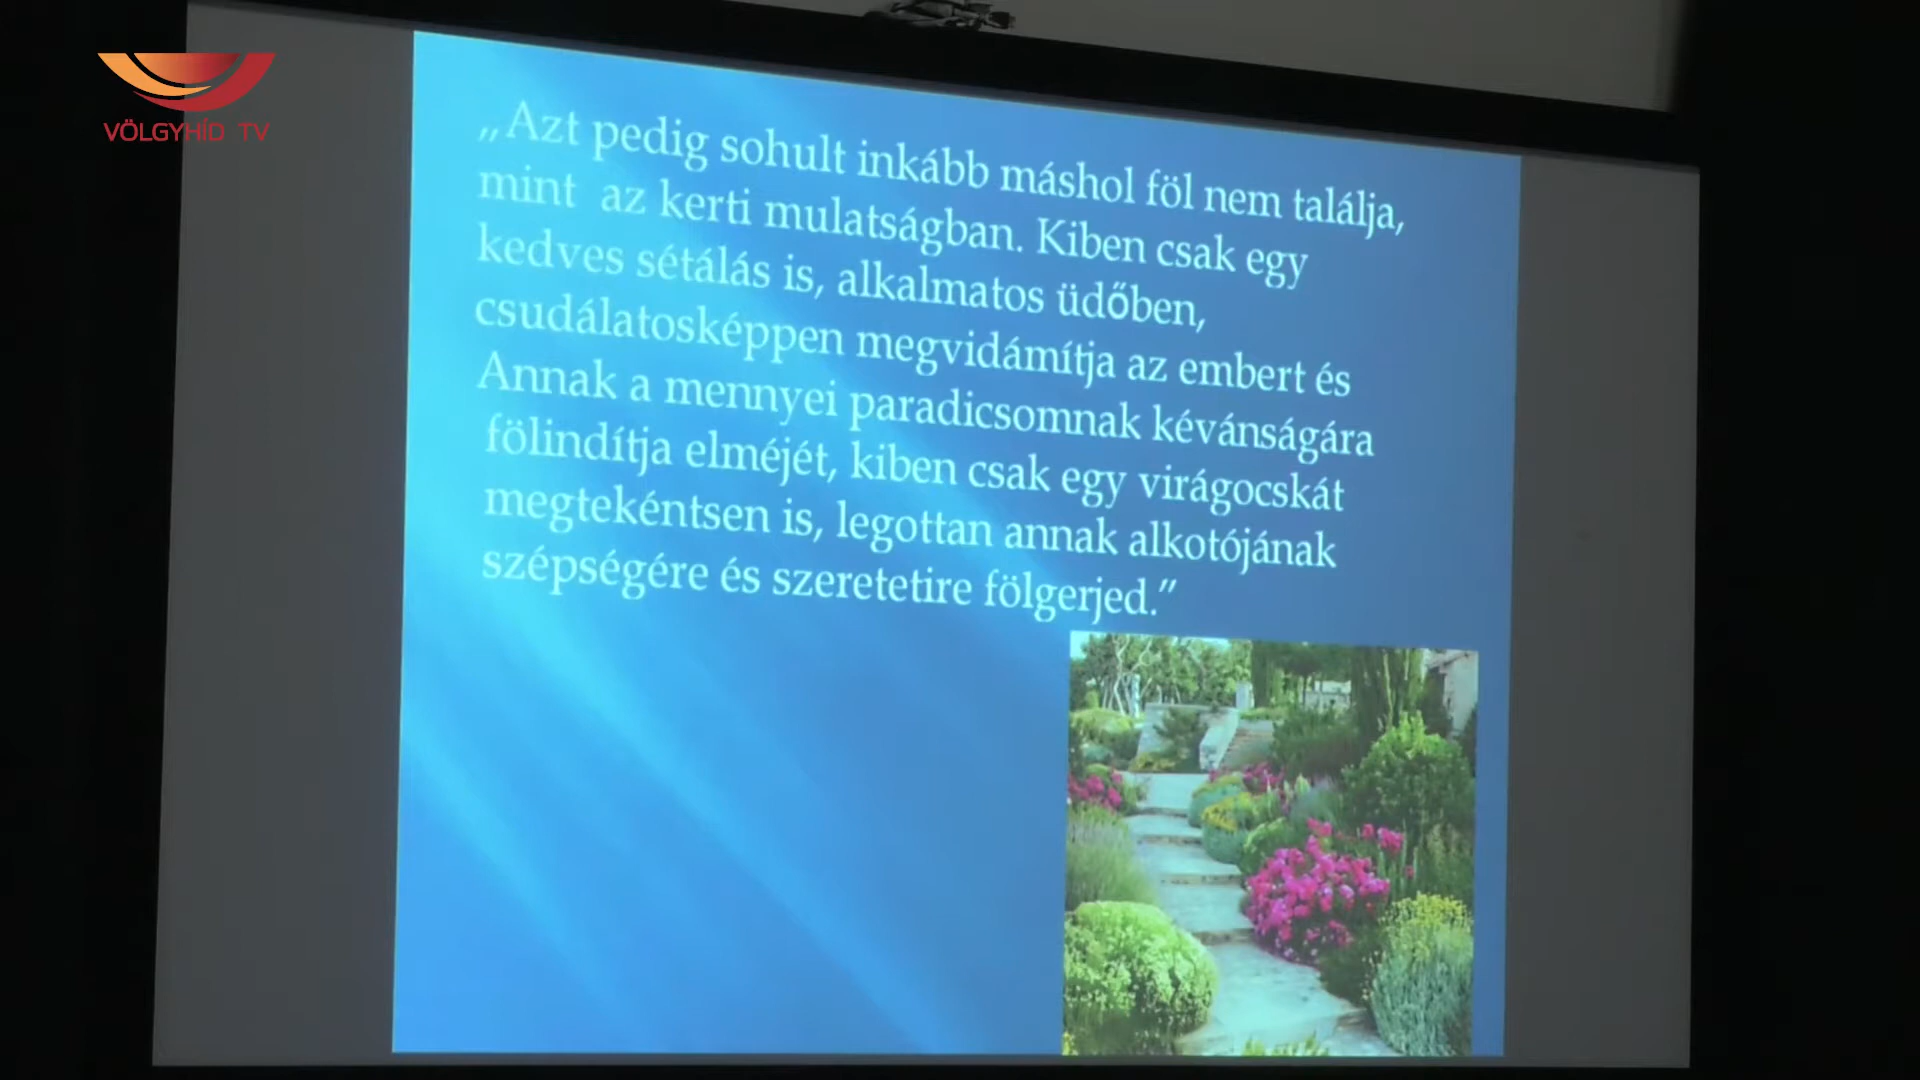 VÖLGYHÍD TV
„Azt pedig sohult inkább máshol föl nem találja,
mint az kerti mulatságban. Kiben csak egy
kedves sétálás is, alkalmatos üdőben,
csudálatosképpen megvidámítja az embert és
Annak a mennyei paradicsomnak kévánságára
fölindítja elméjét, kiben csak egy virágocskát
megtekéntsen is, legottan annak alkotójának
szépségére és szeretetire fölgerjed.”